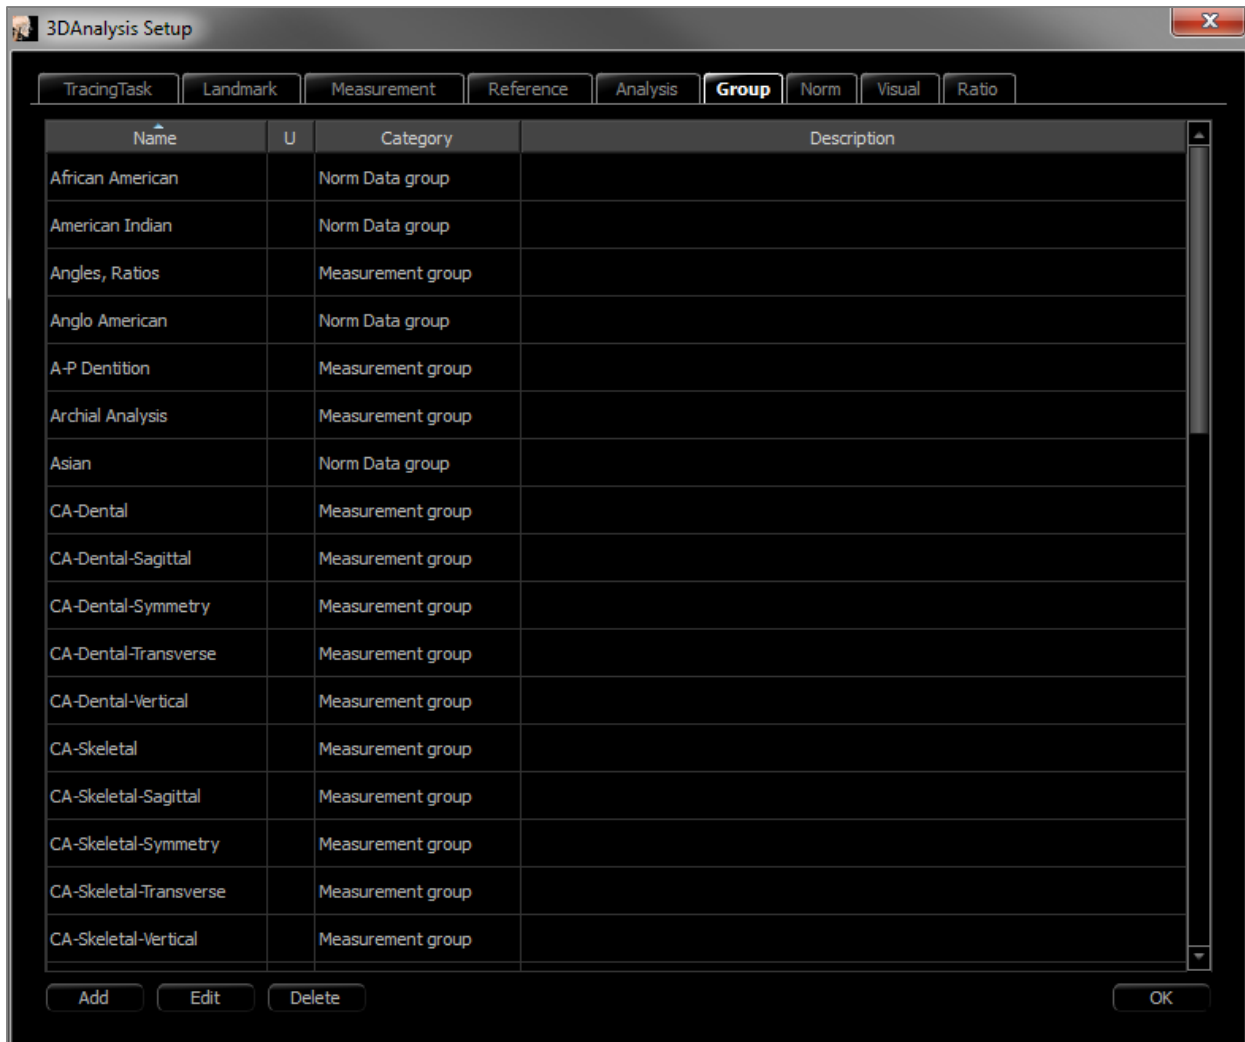 3DAnalysis Setup
TracingTask Landmark Measurement Reference Analysis Group Norm Visual Ratio
Name U Category Description
African American Norm Data group
American Indian Norm Data group
Angles, Ratios Measurement group
Anglo American Norm Data group
A-P Dentition Measurement group
Archial Analysis Measurement group
Asian Norm Data group
CA-Dental Measurement group
CA-Dental-Sagittal Measurement group
CA-Dental-Symmetry Measurement group
CA-Dental-Transverse Measurement group
CA-Dental-Vertical Measurement group
CA-Skeletal Measurement group
CA-Skeletal-Sagittal Measurement group
CA-Skeletal-Symmetry Measurement group
CA-Skeletal-Transverse Measurement group
CA-Skeletal-Vertical Measurement group
Add Edit Delete OK